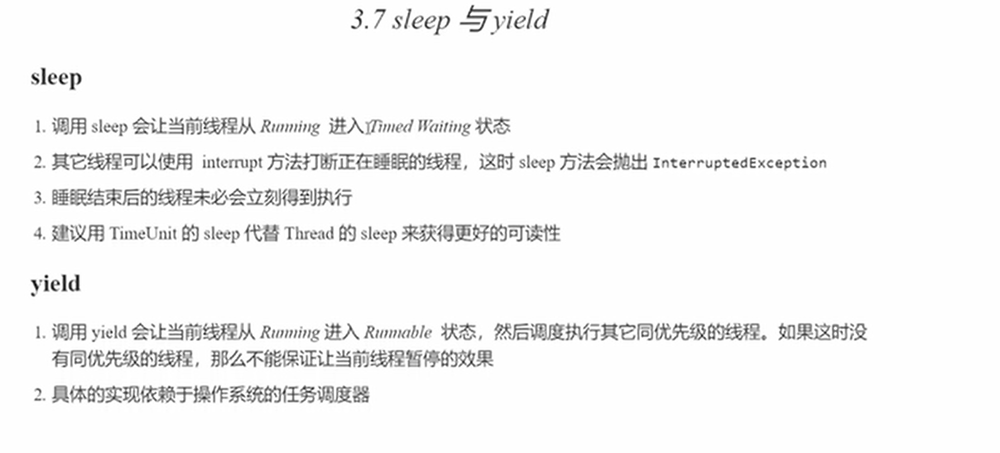 3.7 sleep 与 yield
sleep
1. 调用 sleep 会让当前线程从 Running 进入 Timed Waiting 状态
2. 其它线程可以使用 interrupt 方法打断正在睡眠的线程，这时 sleep 方法会抛出 InterruptedException
3. 睡眠结束后的线程未必会立刻得到执行
4. 建议用 TimeUnit 的 sleep 代替 Thread 的 sleep 来获得更好的可读性
yield
1. 调用 yield 会让当前线程从 Running 进入 Runnable 状态，然后调度执行其它同优先级的线程。如果这时没
有同优先级的线程，那么不能保证让当前线程暂停的效果
2. 具体的实现依赖于操作系统的任务调度器